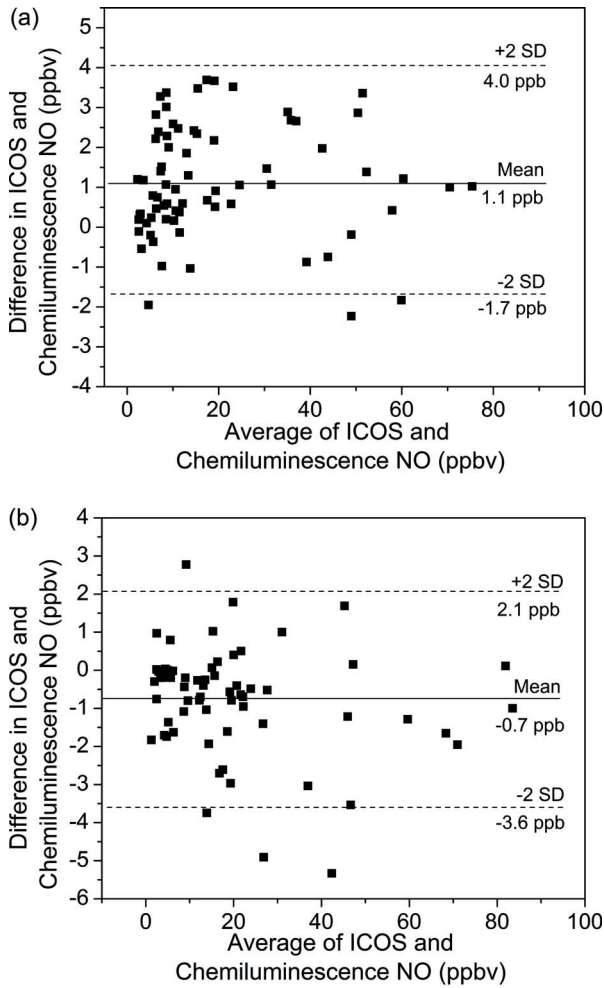 (a)
5
4
3
2
1
0
-1
-2
-3
-4
Difference in ICOS and
Chemiluminescence NO (ppbv)
+2 SD
4.0 ppb
Mean
1.1 ppb
-2 SD
-1.7 ppb
0 20 40 60 80 100
Average of ICOS and
Chemiluminescence NO (ppbv)
(b)
4
3
2
1
0
-1
-2
-3
-4
-5
-6
Difference in ICOS and
Chemiluminescence NO (ppbv)
+2 SD
2.1 ppb
Mean
-0.7 ppb
-2 SD
-3.6 ppb
0 20 40 60 80 100
Average of ICOS and
Chemiluminescence NO (ppbv)